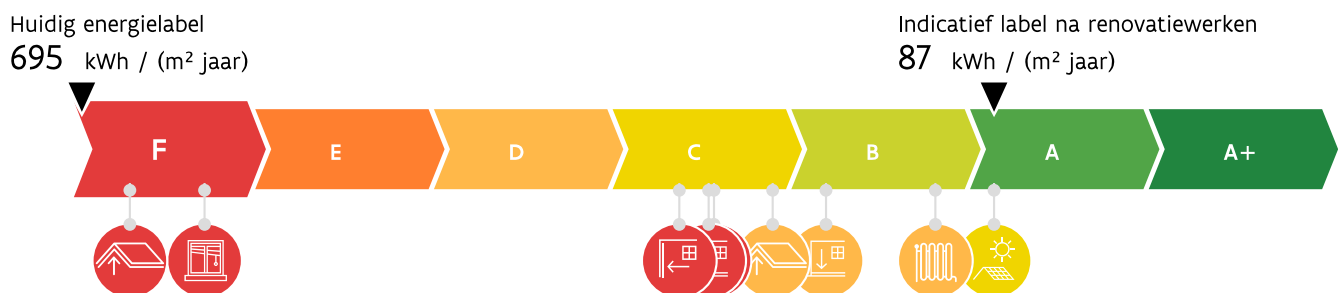 Huidig energielabel
695 kWh / (m² jaar)
Indicatief label na renovatiewerken
87 kWh / (m² jaar)
F E D C B A A+